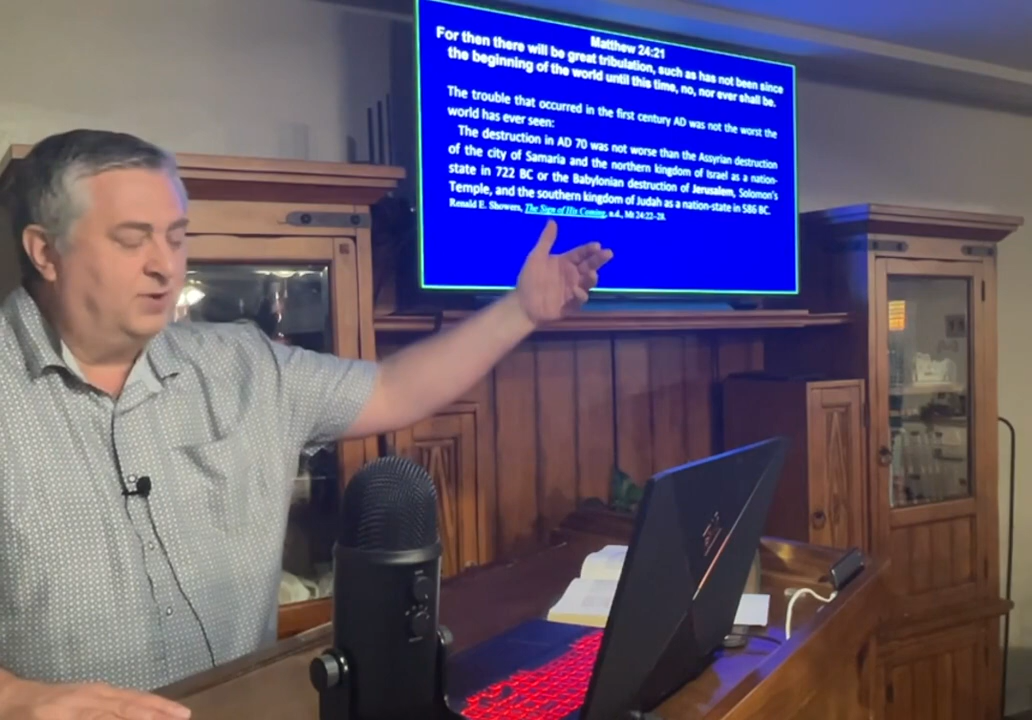 Matthew 24:21
For then there will be great tribulation, such as has not been since
the beginning of the world until this time, no, nor ever shall be.
The trouble that occurred in the first century AD was not the worst the
world has ever seen:
The destruction in AD 70 was not worse than the Assyrian destruction
of the city of Samaria and the northern kingdom of Israel as a nation-
state in 722 BC or the Babylonian destruction of Jerusalem, Solomon's
Temple, and the southern kingdom of Judah as a nation-state in 586 BC.
Renald E. Showers, The Sign of His Coming, n.d., Mt 24:22–28.